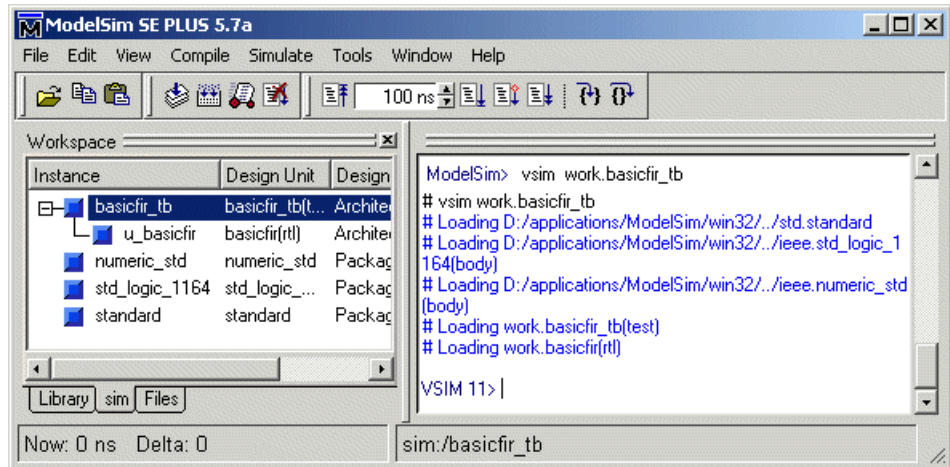 ModelSim SE PLUS 5.7a
File Edit View Compile Simulate Tools Window Help
100 ns
Workspace
Instance Design Unit Design
basicfir_tb basicfir_tb(t... Archite
u_basicfir basicfir(rtl) Archite
numeric_std numeric_std Packag
std_logic_1164 std_logic_... Packag
standard standard Packag
Library sim Files
ModelSim> vsim work.basicfir_tb
# vsim work.basicfir_tb
# Loading D:/applications/ModelSim/win32/../std.standard
# Loading D:/applications/ModelSim/win32/../ieee.std_logic_1
164(body)
# Loading D:/applications/ModelSim/win32/../ieee.numeric_std
(body)
# Loading work.basicfir_tb(test)
# Loading work.basicfir(rtl)
VSIM 11>
Now: 0 ns Delta: 0
sim:/basicfir_tb